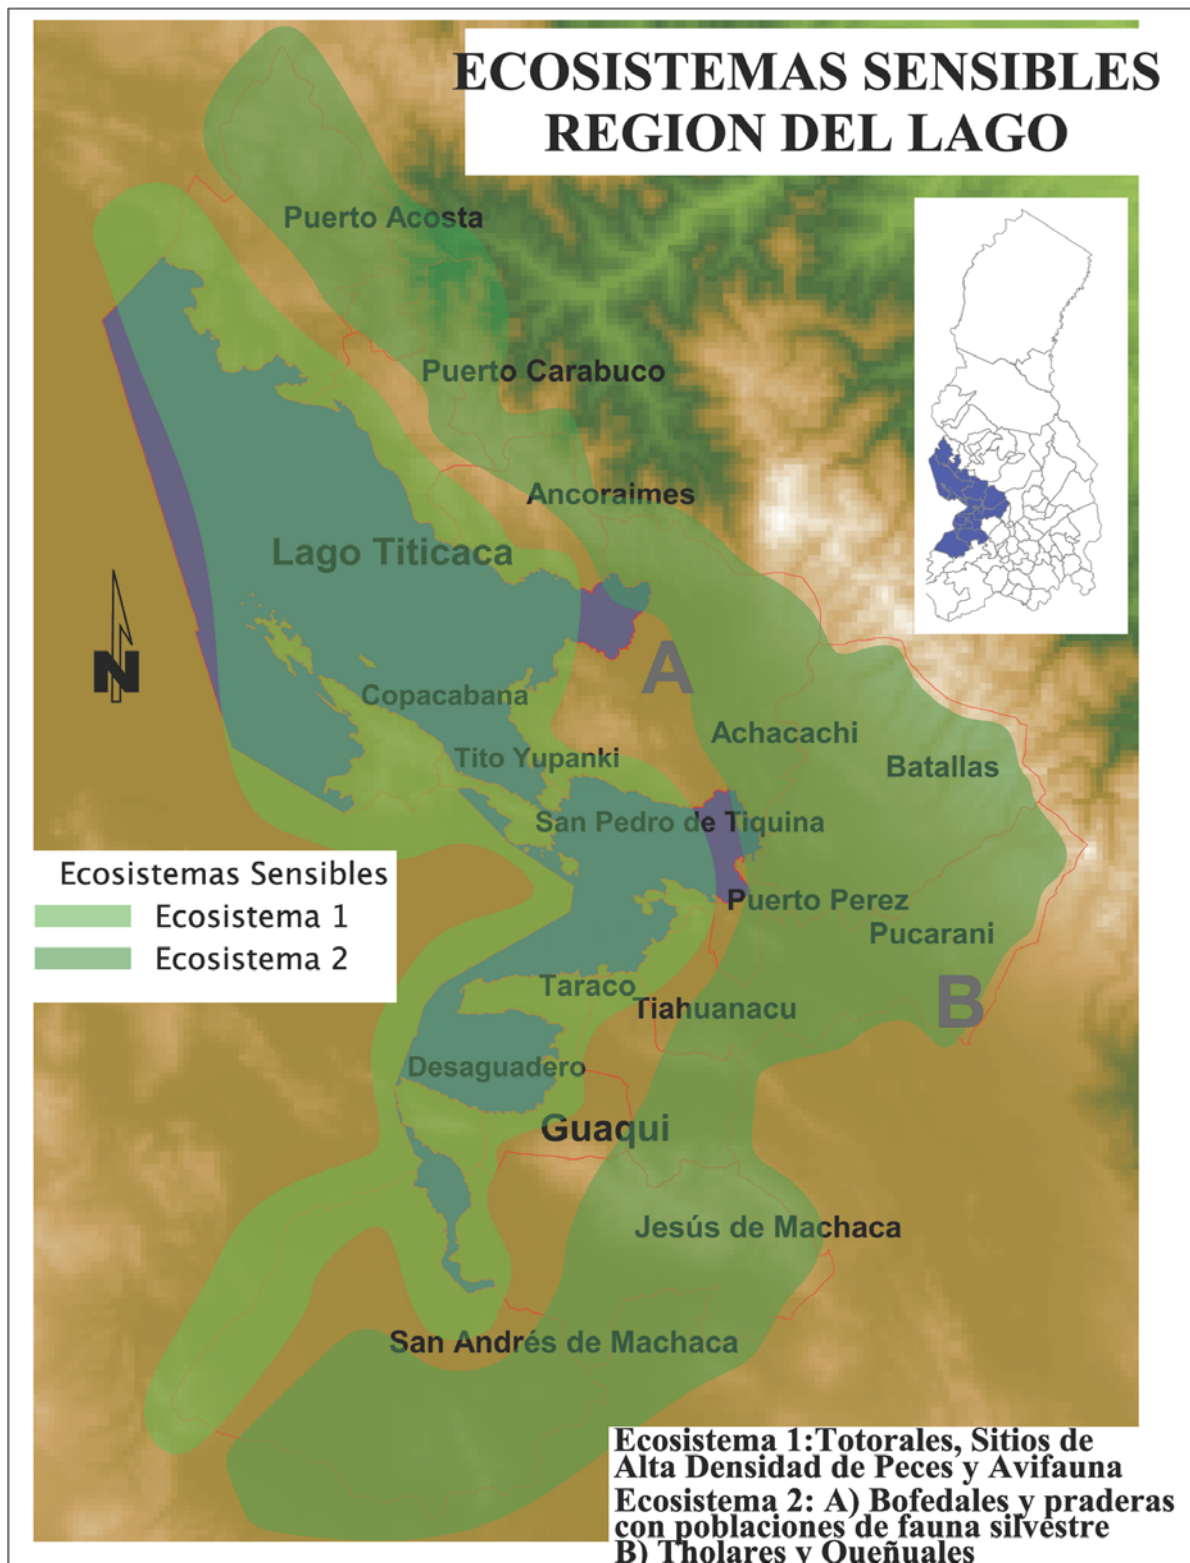 ECOSISTEMAS SENSIBLES
REGION DEL LAGO
Puerto Acosta
Puerto Carabuco
Ancoraimes
Lago Titicaca
N
A
Copacabana
Achacachi
Tito Yupanki
Batallas
San Pedro de Tiquina
Ecosistemas Sensibles
Ecosistema 1
Ecosistema 2
Puerto Perez
Pucarani
Taraco
B
Tiahuanacu
Desaguadero
Guaqui
Jesús de Machaca
San Andrés de Machaca
Ecosistema 1:Totorales, Sitios de
Alta Densidad de Peces y Avifauna
Ecosistema 2: A) Bofedales y praderas
con poblaciones de fauna silvestre
B) Tholares y Queñuales